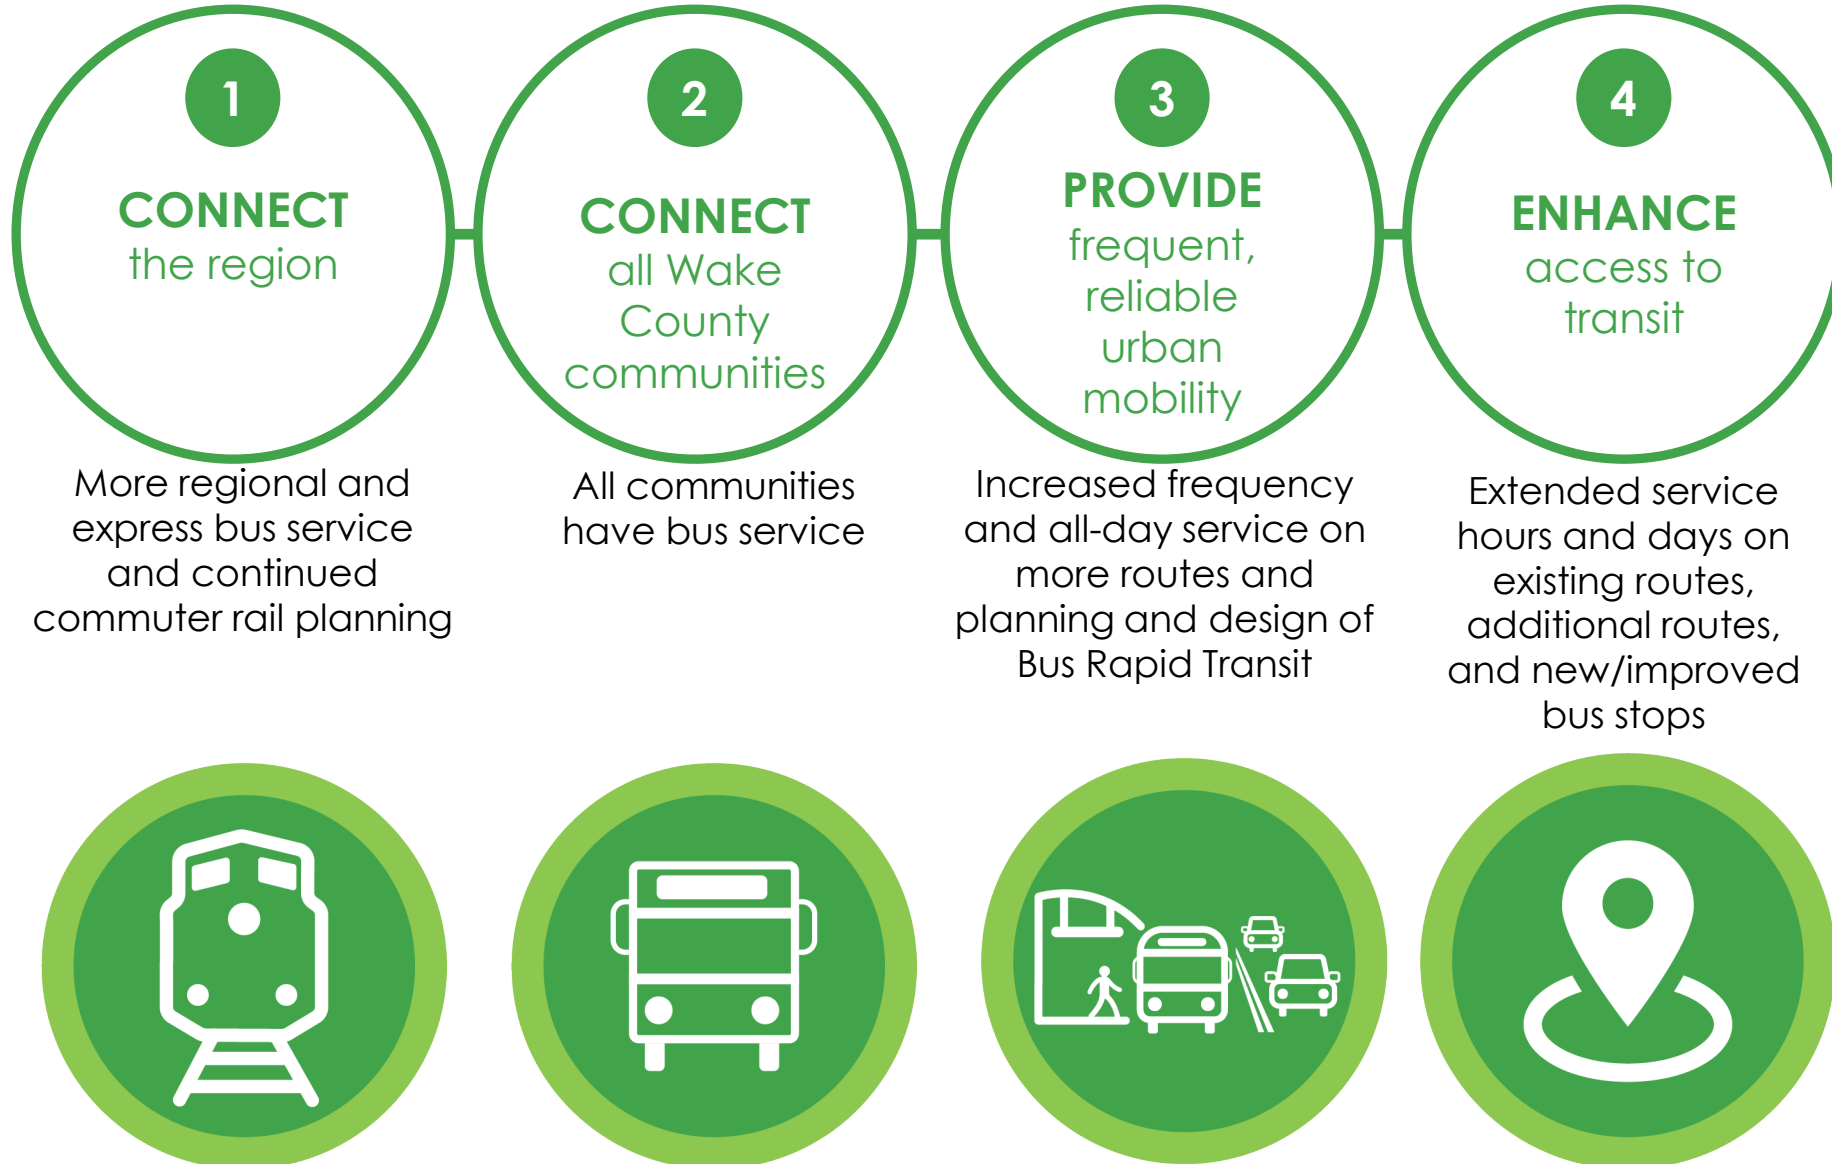 1
CONNECT
the region
More regional and
express bus service
and continued
commuter rail planning
2
CONNECT
all Wake
County
communities
All communities
have bus service
3
PROVIDE
frequent,
reliable
urban
mobility
Increased frequency
and all-day service on
more routes and
planning and design of
Bus Rapid Transit
4
ENHANCE
access to
transit
Extended service
hours and days on
existing routes,
additional routes,
and new/improved
bus stops